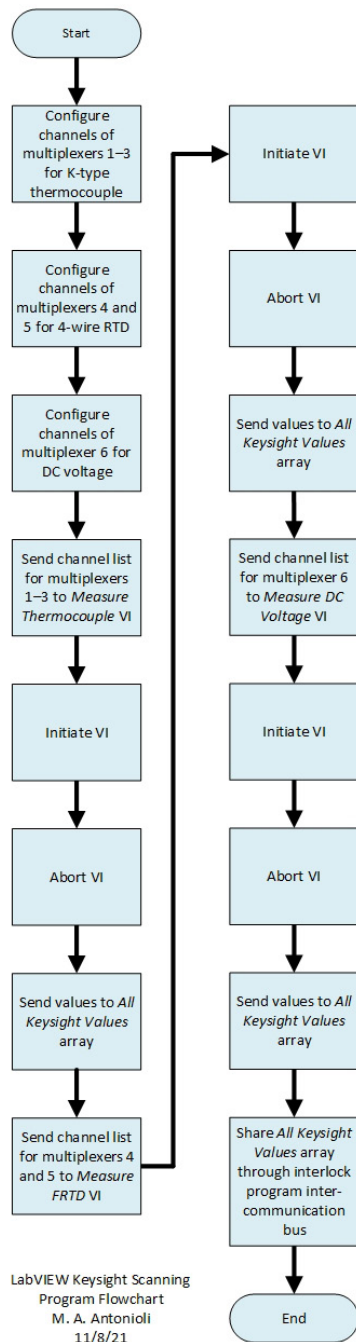 Start
Configure
channels of
multiplexers 1–3
for K-type
thermocouple
Configure
channels of
multiplexers 4 and
5 for 4-wire RTD
Configure
channels of
multiplexer 6 for
DC voltage
Send channel list
for multiplexers
1–3 to Measure
Thermocouple VI
Initiate VI
Abort VI
Send values to All
Keysight Values
array
Send channel list
for multiplexers 4
and 5 to Measure
FRTD VI
Initiate VI
Abort VI
Send values to All
Keysight Values
array
Send channel list
for multiplexer 6
to Measure DC
Voltage VI
Initiate VI
Abort VI
Send values to All
Keysight Values
array
Share All Keysight
Values array
through interlock
program inter-
communication
bus
End
LabVIEW Keysight Scanning
Program Flowchart
M. A. Antonioli
11/8/21